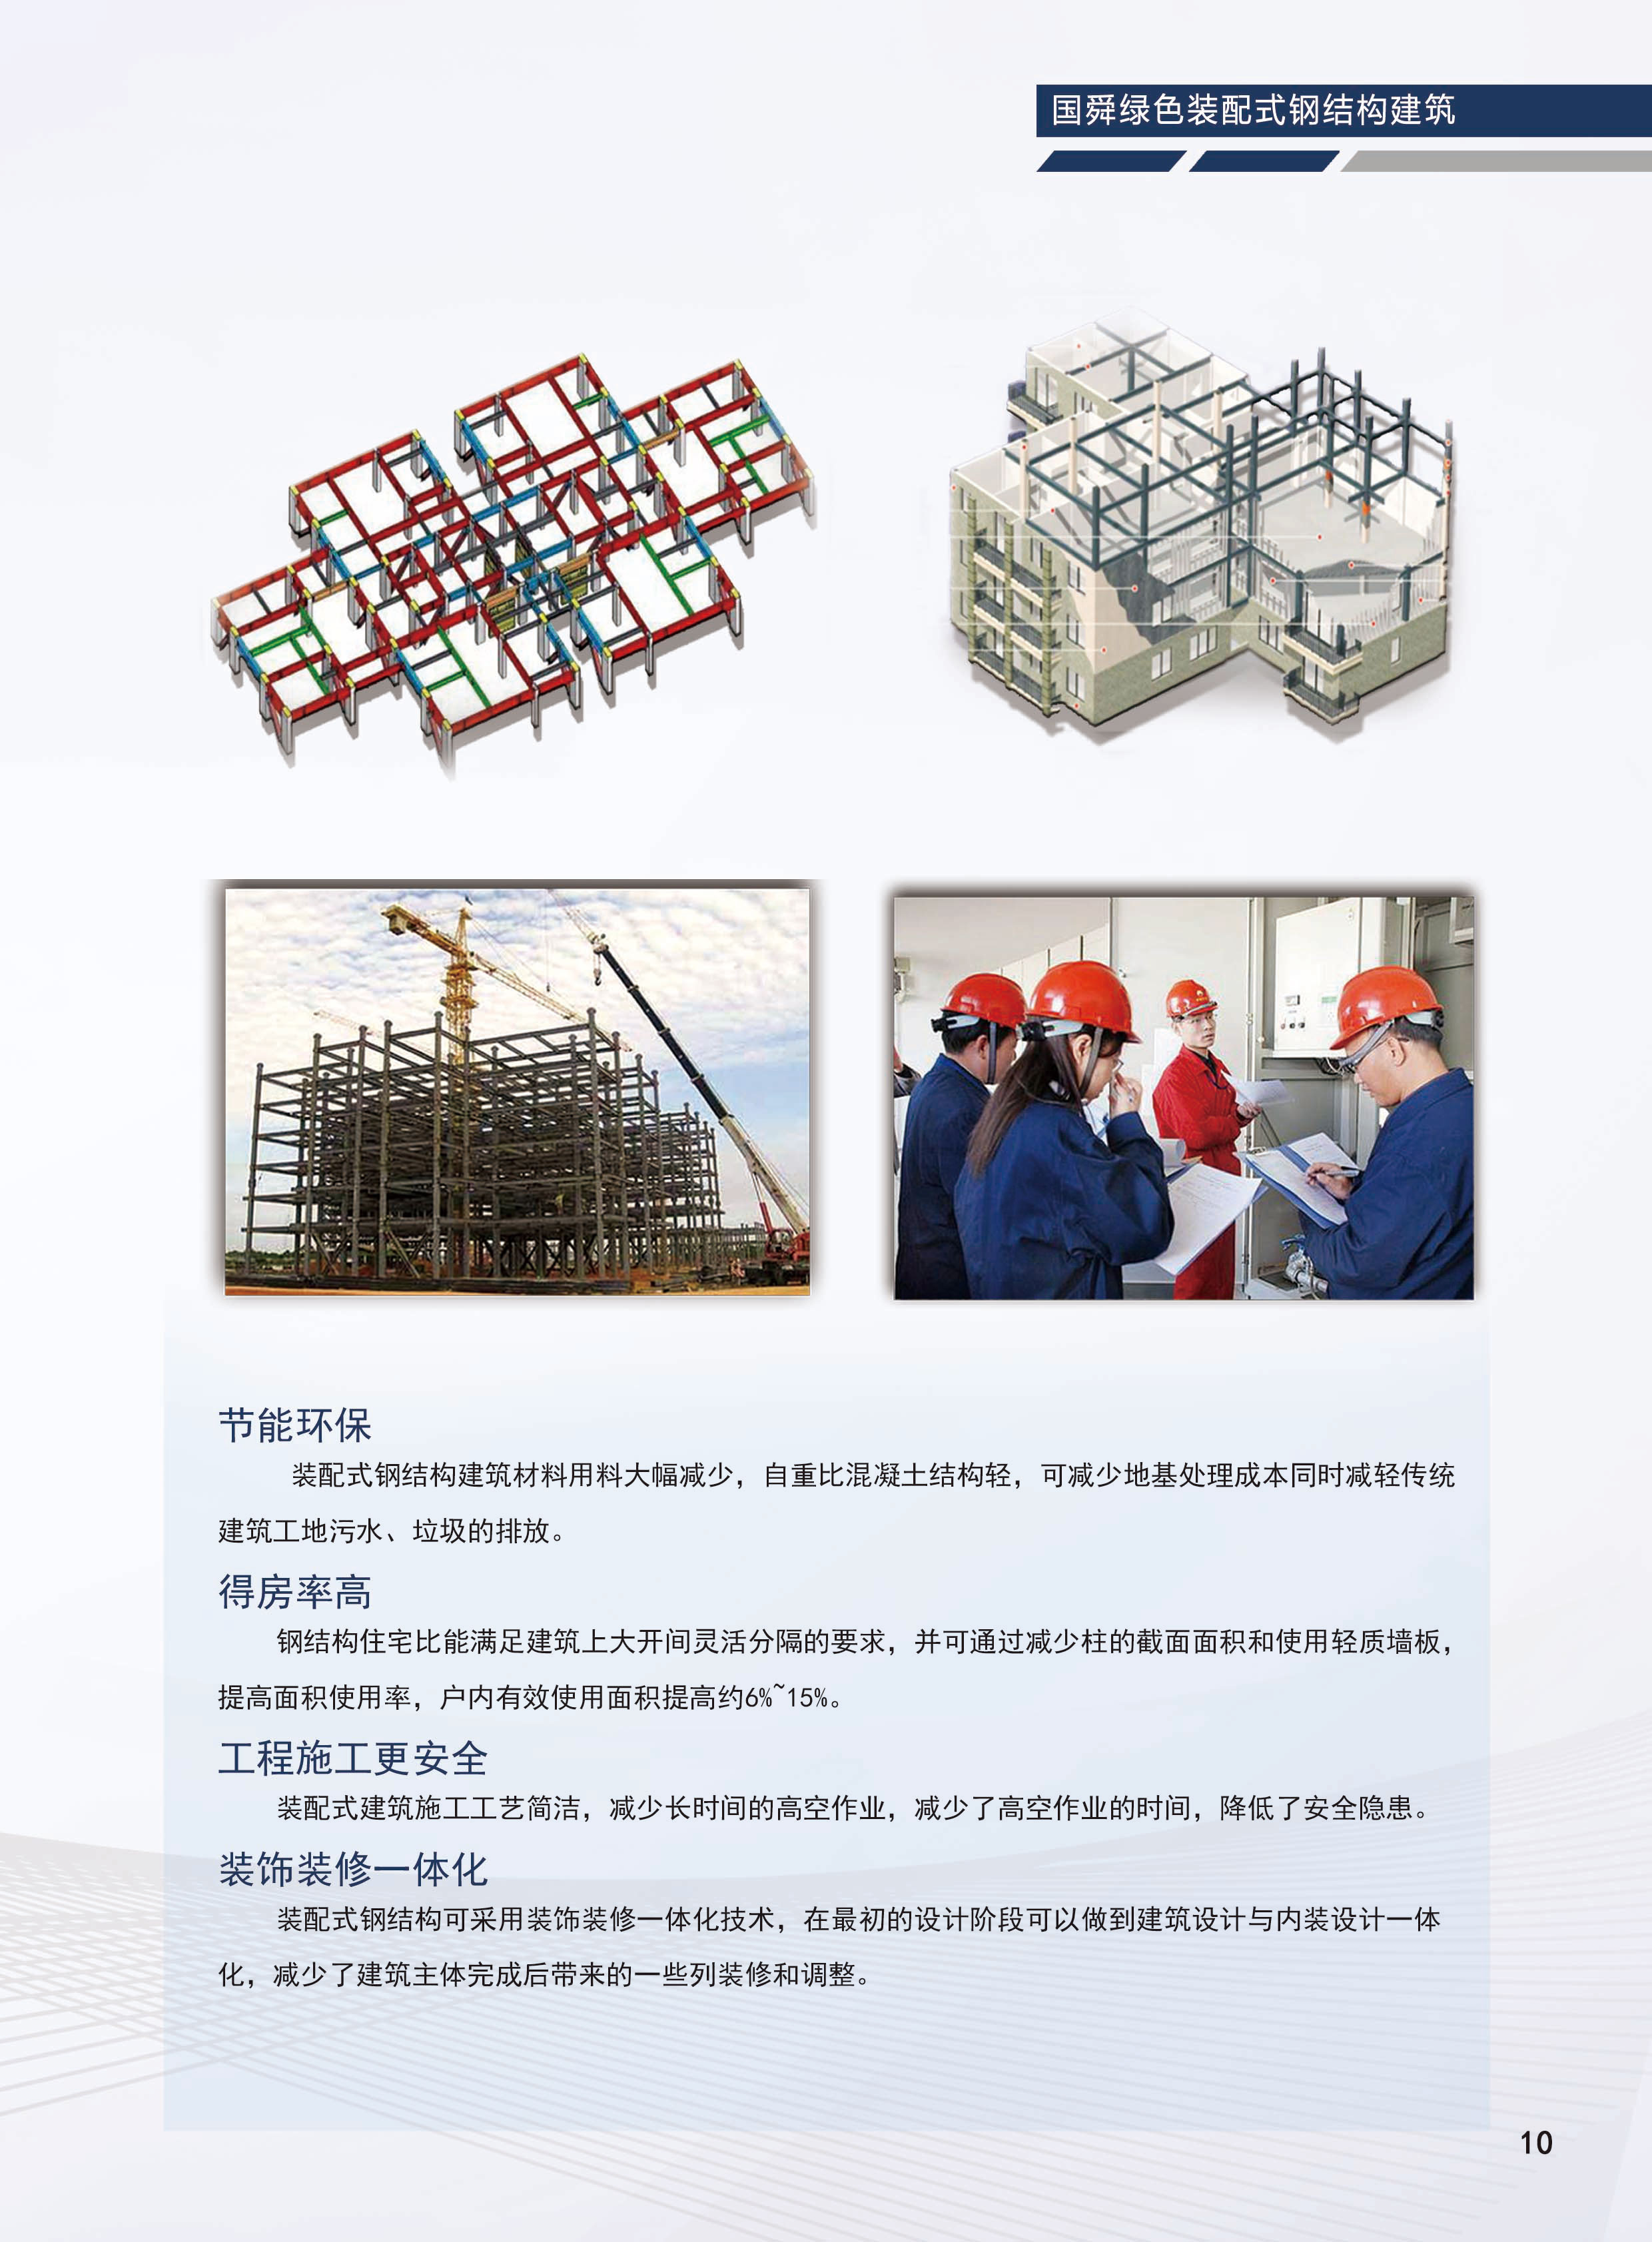 国舜绿色装配式钢结构建筑
节能环保
装配式钢结构建筑材料用料大幅减少，自重比混凝土结构轻，可减少地基处理成本同时减轻传统
建筑工地污水、垃圾的排放。
得房率高
钢结构住宅比能满足建筑上大开间灵活分隔的要求，并可通过减少柱的截面面积和使用轻质墙板，
提高面积使用率，户内有效使用面积提高约6%~15%。
工程施工更安全
装配式建筑施工工艺简洁，减少长时间的高空作业，减少了高空作业的时间，降低了安全隐患。
装饰装修一体化
装配式钢结构可采用装饰装修一体化技术，在最初的设计阶段可以做到建筑设计与内装设计一体
化，减少了建筑主体完成后带来的一些列装修和调整。
10